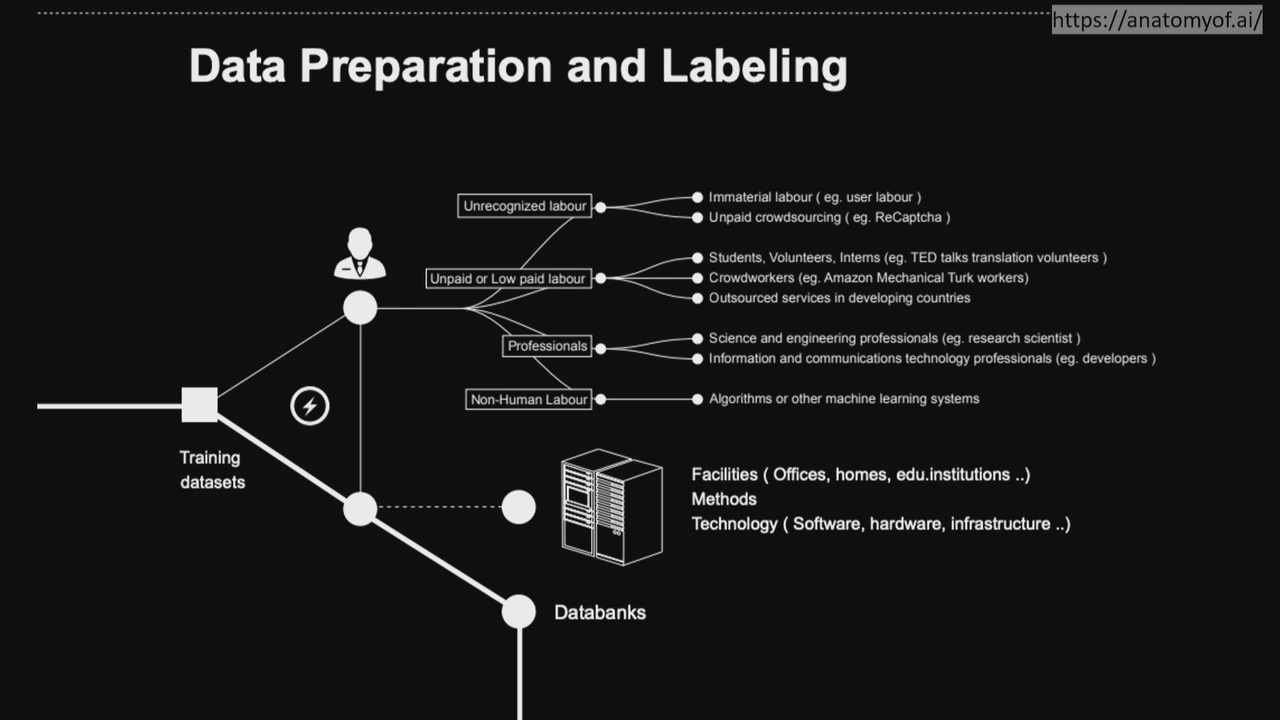 https://anatomyof.ai/
Data Preparation and Labeling
Unrecognized labour
Immaterial labour ( eg. user labour )
Unpaid crowdsourcing ( eg. ReCaptcha )
Unpaid or Low paid labour
Students, Volunteers, Interns (eg. TED talks translation volunteers )
Crowdworkers (eg. Amazon Mechanical Turk workers)
Outsourced services in developing countries
Professionals
Science and engineering professionals (eg. research scientist )
Information and communications technology professionals (eg. developers )
Non-Human Labour
Algorithms or other machine learning systems
Training
datasets
Facilities ( Offices, homes, edu.institutions ..)
Methods
Technology ( Software, hardware, infrastructure ..)
Databanks